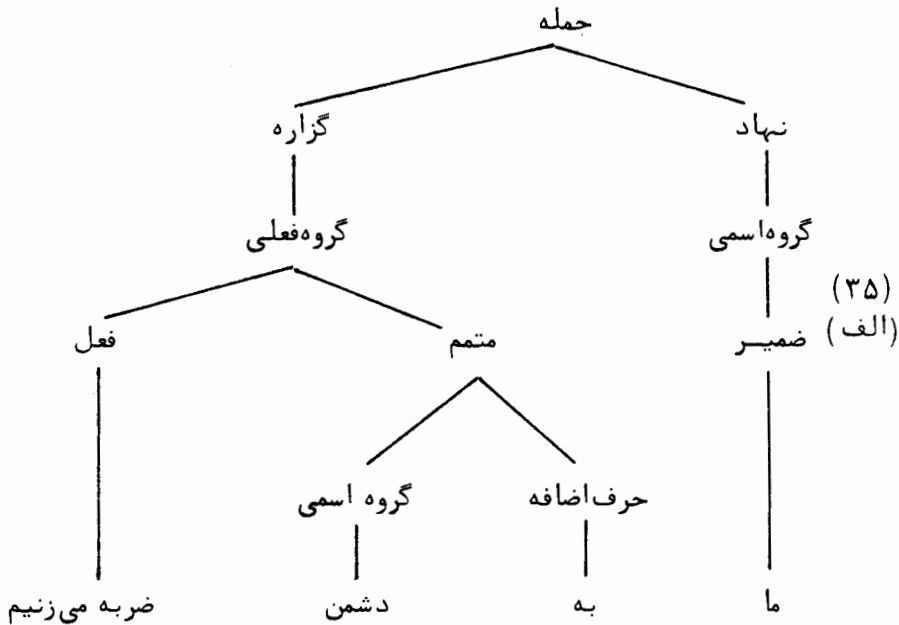 جمله
نهاد گزاره
گروه‌اسمی گروه‌فعلی
(۳۵)
(الف) ضمیـر متمم فعل
حرف‌اضافه گروه اسمی
ما به دشمن ضربه می‌زنیم